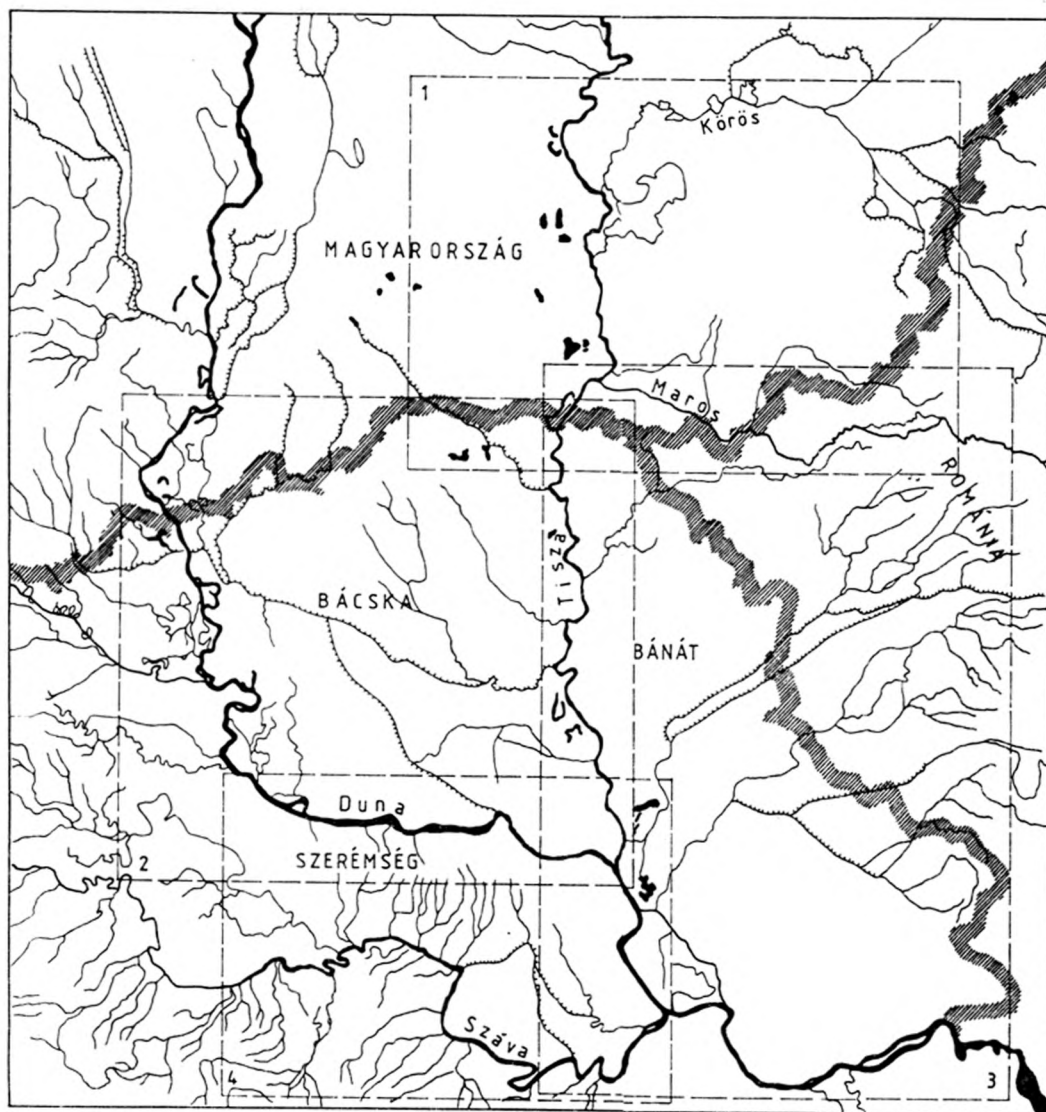 1
Körös
MAGYARORSZÁG
Maros
ROMÁNIA
Tisza
BÁCSKA
BÁNÁT
Duna
SZERÉMSÉG
2
Száva
4
3